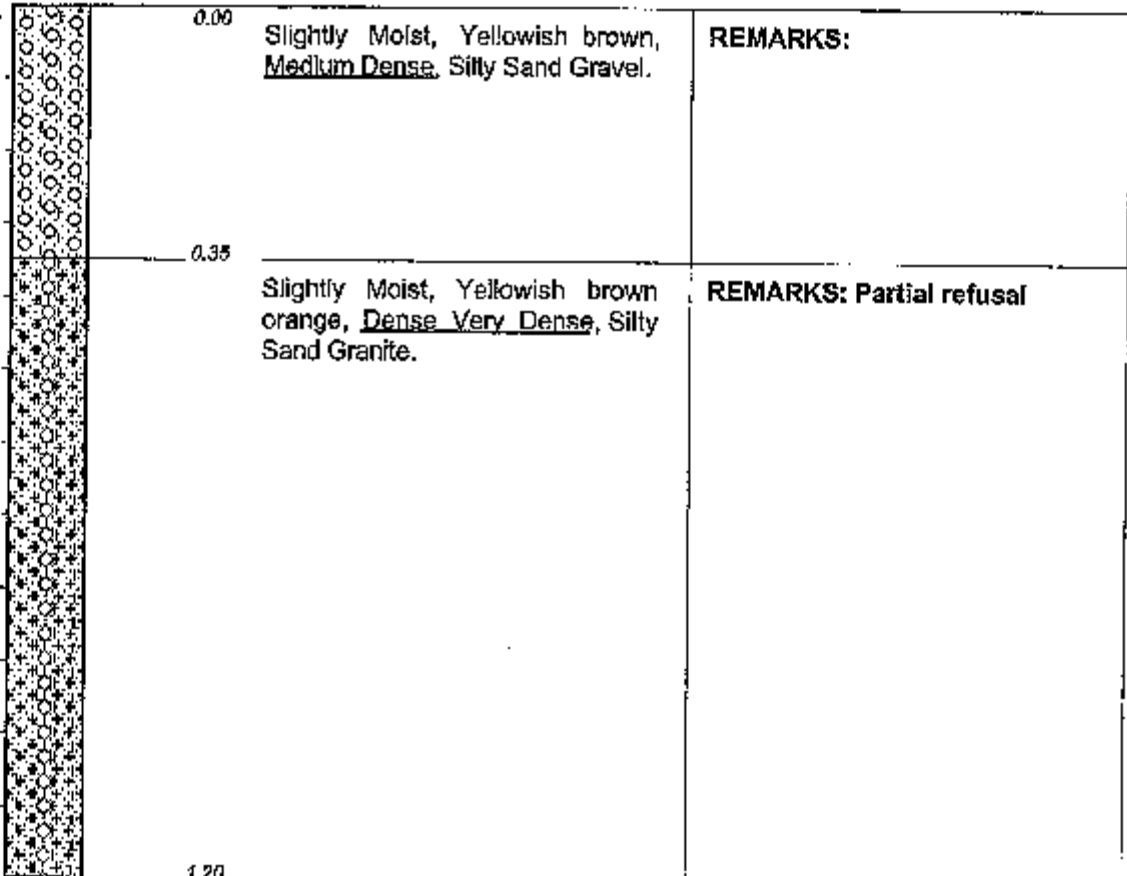 0.00
Slightly Moist, Yellowish brown,
Medium Dense, Silty Sand Gravel.
REMARKS:
0.35
Slightly Moist, Yellowish brown
orange, Dense Very Dense, Silty
Sand Granite.
REMARKS: Partial refusal
1.20